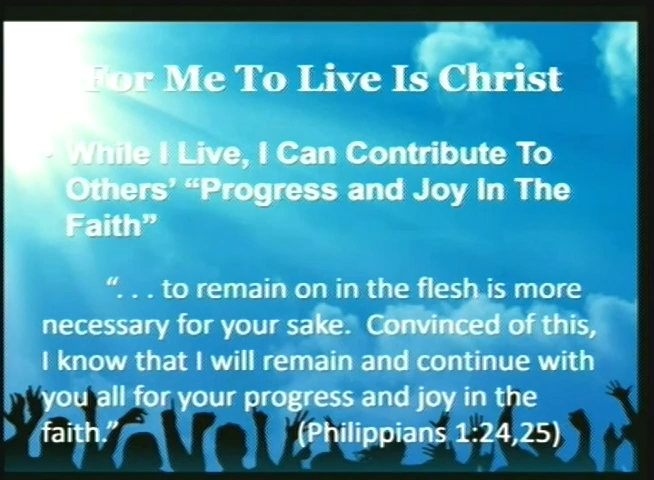 For Me To Live Is Christ
• While I Live, I Can Contribute To
Others’ “Progress and Joy In The
Faith”
“. . . to remain on in the flesh is more
necessary for your sake. Convinced of this,
I know that I will remain and continue with
you all for your progress and joy in the
faith.” (Philippians 1:24,25)